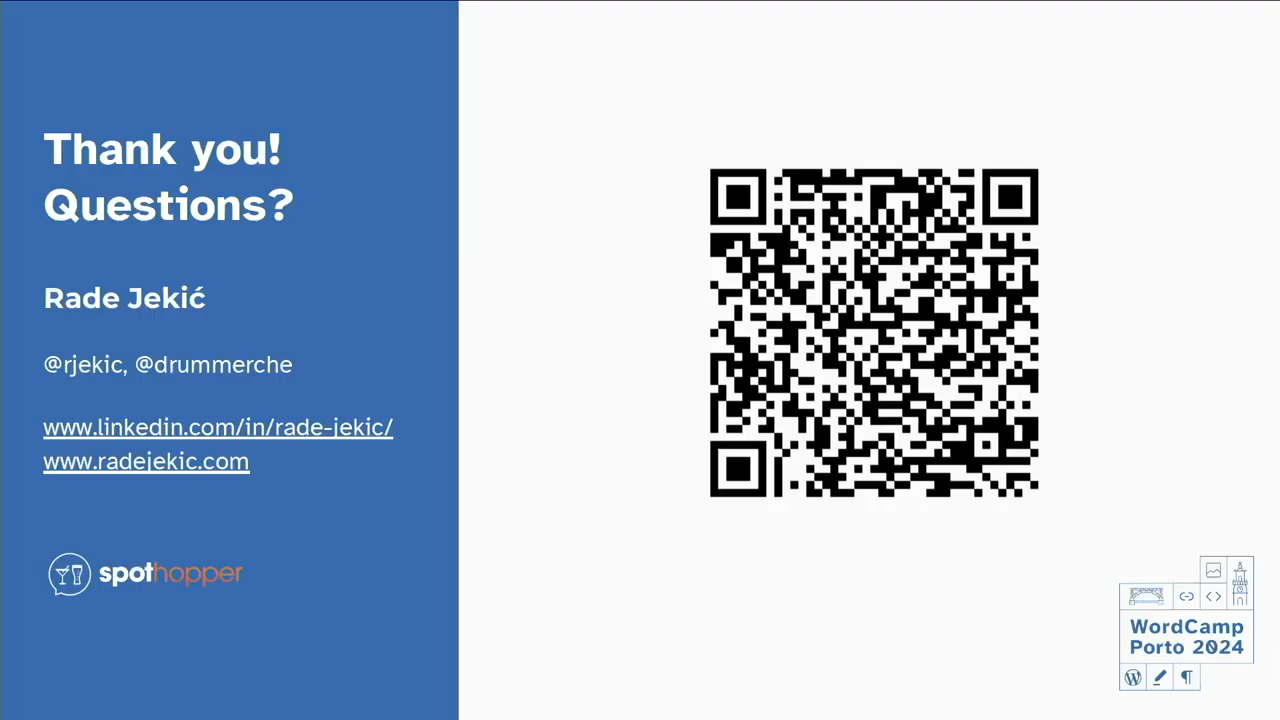 Thank you!
Questions?
Rade Jekić
@rjekic, @drummerche
www.linkedin.com/in/rade-jekic/
www.radejekic.com
spothopper
WordCamp
Porto 2024